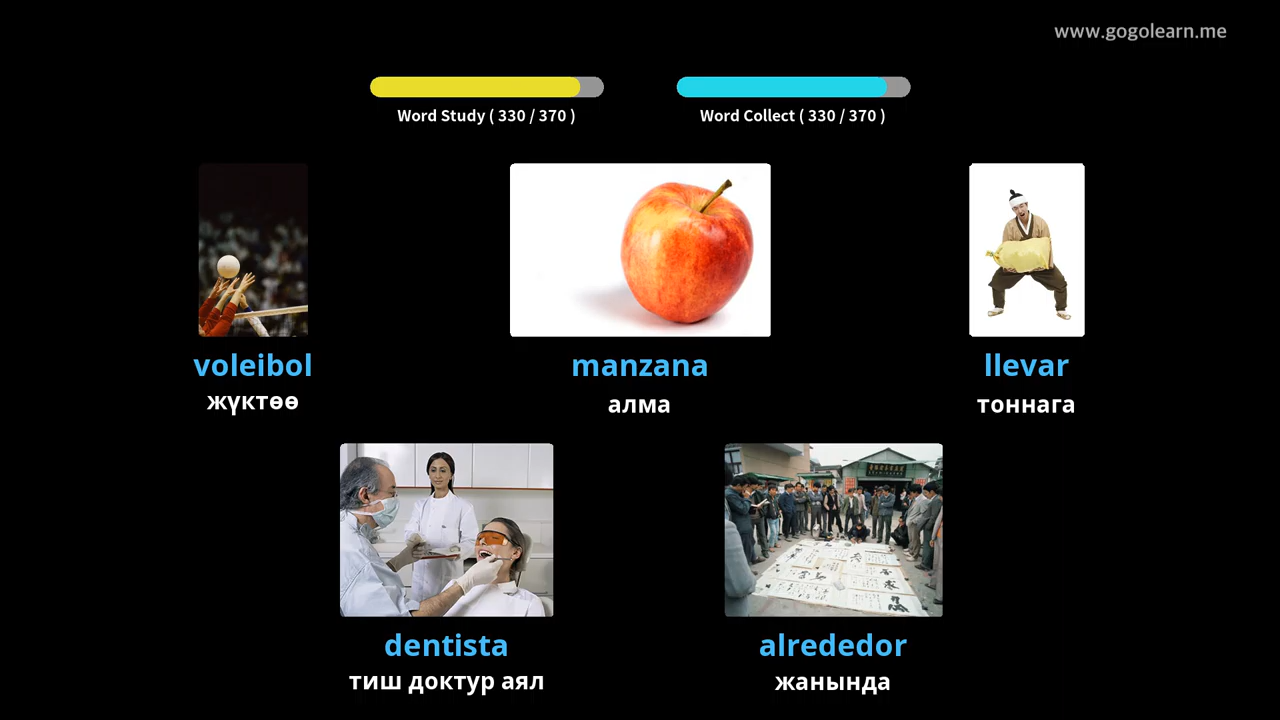 www.gogolearn.me
Word Study ( 330 / 370 )
Word Collect ( 330 / 370 )
voleibol
жүктөө
manzana
алма
llevar
тоннага
dentista
тиш доктур аял
alrededor
жанында